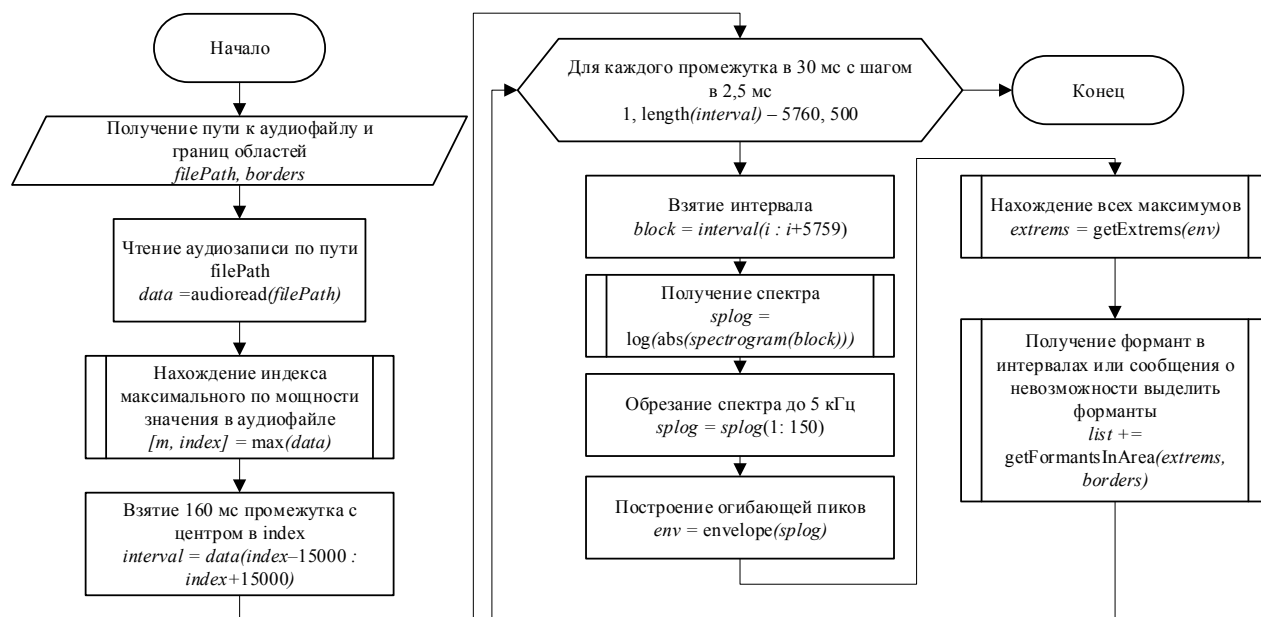 Начало
Получение пути к аудиофайлу и
границ областей
filePath, borders
Чтение аудиозаписи по пути
filePath
data =audioread(filePath)
Нахождение индекса
максимального по мощности
значения в аудиофайле
[m, index] = max(data)
Взятие 160 мс промежутка с
центром в index
interval = data(index–15000 :
index+15000)
Для каждого промежутка в 30 мс с шагом
в 2,5 мс
1, length(interval) – 5760, 500
Конец
Взятие интервала
block = interval(i : i+5759)
Получение спектра
splog =
log(abs(spectrogram(block)))
Обрезание спектра до 5 кГц
splog = splog(1: 150)
Построение огибающей пиков
env = envelope(splog)
Нахождение всех максимумов
extrems = getExtrems(env)
Получение формант в
интервалах или сообщения о
невозможности выделить
форманты
list +=
getFormantsInArea(extrems,
borders)